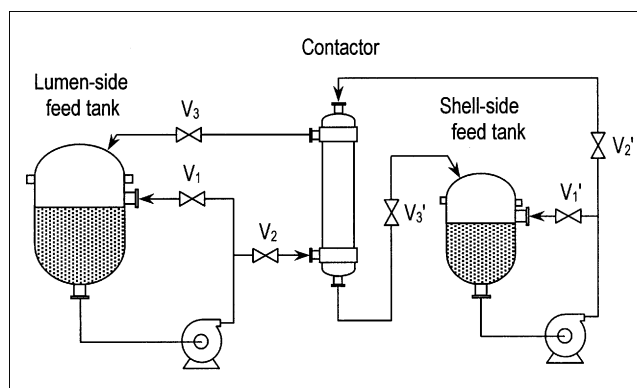 Contactor
Lumen-side
feed tank
Shell-side
feed tank
V₃
V₂'
V₁
V₁'
V₃'
V₂